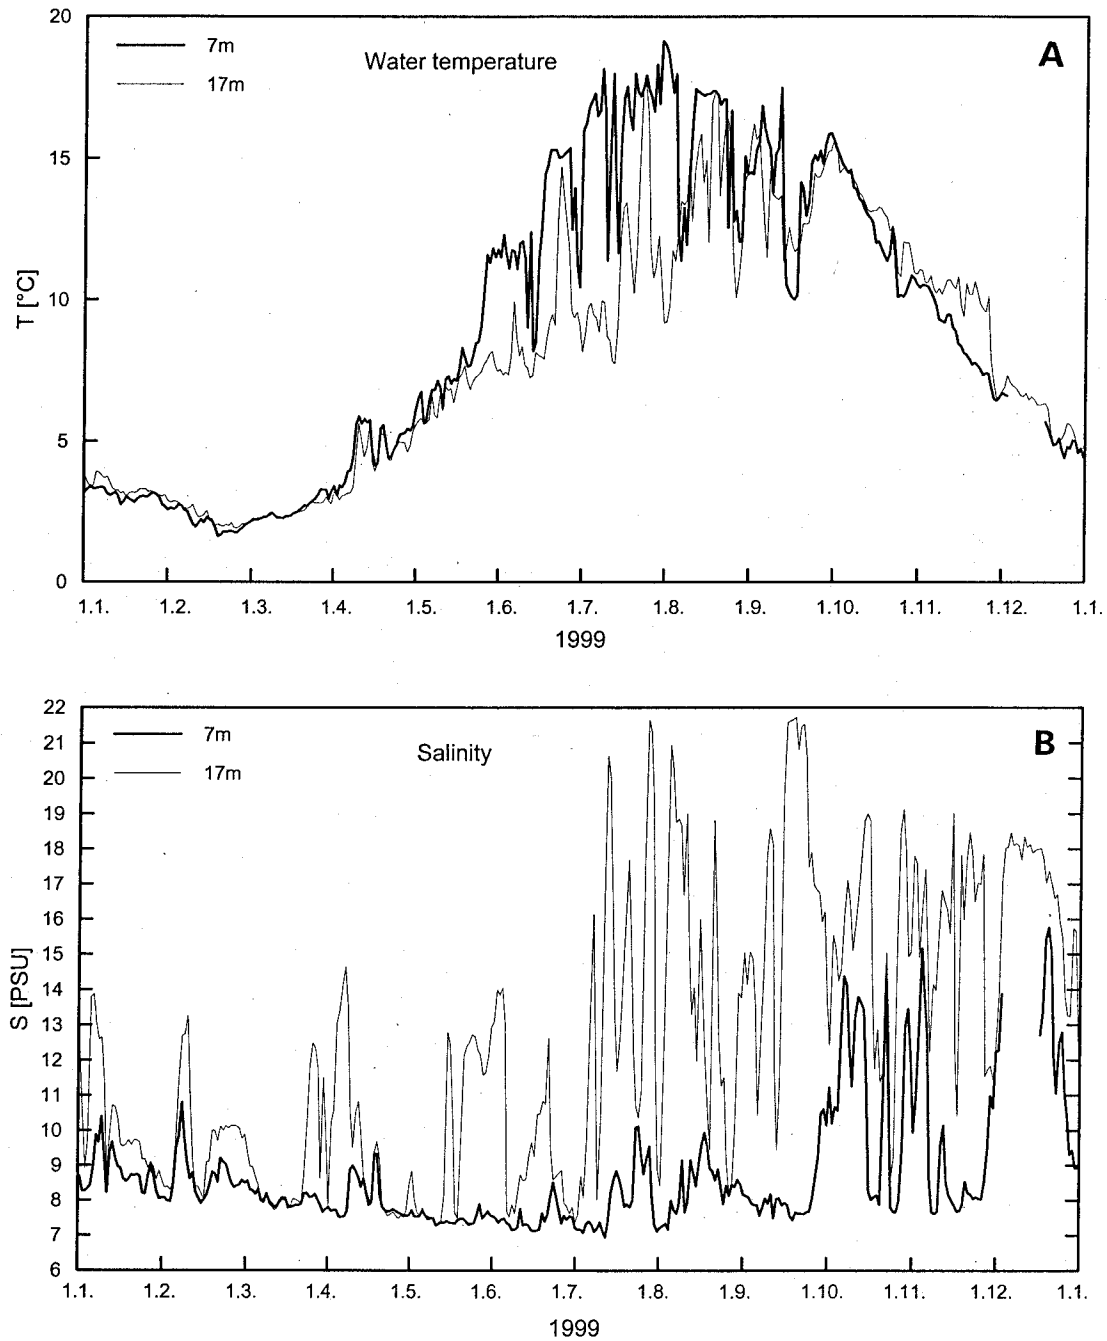 20
7m
17m
Water temperature
A
15
10
5
0
T [°C]
1.1. 1.2. 1.3. 1.4. 1.5. 1.6. 1.7. 1.8. 1.9. 1.10. 1.11. 1.12. 1.1.
1999
22
7m
17m
Salinity
B
21
20
19
18
17
16
15
14
13
12
11
10
9
8
7
6
S [PSU]
1.1. 1.2. 1.3. 1.4. 1.5. 1.6. 1.7. 1.8. 1.9. 1.10. 1.11. 1.12. 1.1.
1999